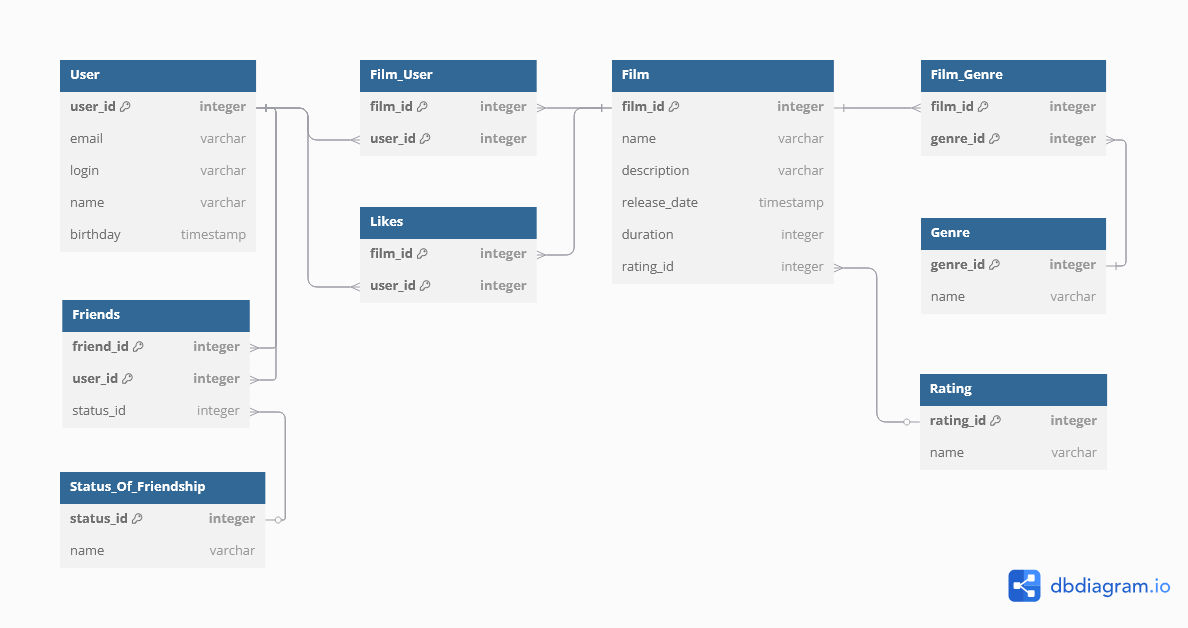 User
user_id integer
email varchar
login varchar
name varchar
birthday timestamp
Friends
friend_id integer
user_id integer
status_id integer
Status_Of_Friendship
status_id integer
name varchar
Film_User
film_id integer
user_id integer
Likes
film_id integer
user_id integer
Film
film_id integer
name varchar
description varchar
release_date timestamp
duration integer
rating_id integer
Film_Genre
film_id integer
genre_id integer
Genre
genre_id integer
name varchar
Rating
rating_id integer
name varchar
dbdiagram.io